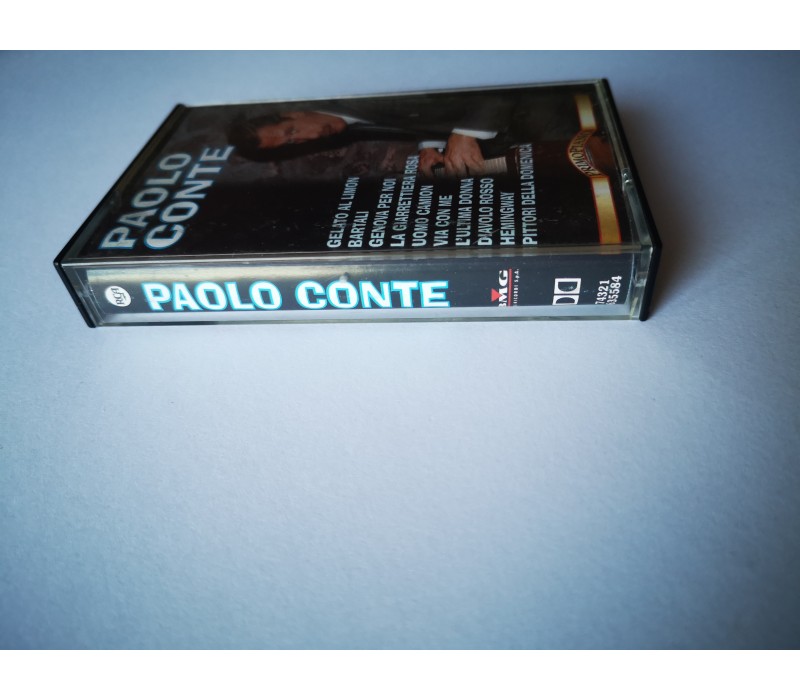 PAOLO
CONTE
GELATO AL LIMON
BARTALI
GENOVA PER NOI
LA GIARRETTIERA ROSA
UOMO CAMION
VIA CON ME
L'ULTIMA DONNA
DIAVOLO ROSSO
HEMINGWAY
PITTORI DELLA DOMENICA
RCA
PAOLO CONTE
BMG
74321